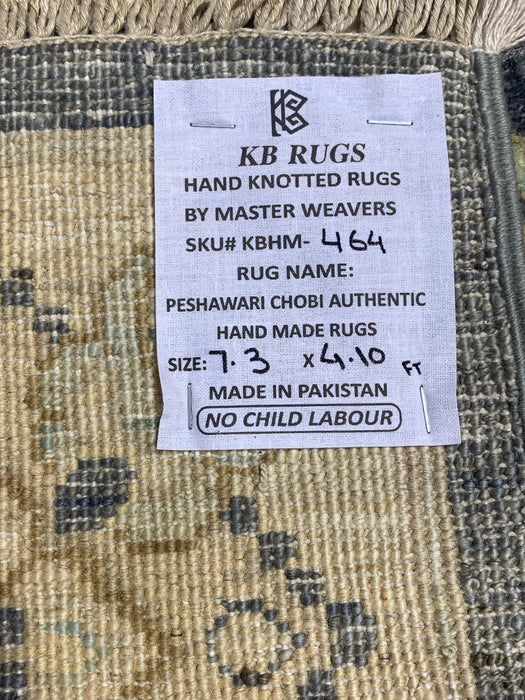 KB
KB RUGS
HAND KNOTTED RUGS
BY MASTER WEAVERS
SKU# KBHM- 464
RUG NAME:
PESHAWARI CHOBI AUTHENTIC
HAND MADE RUGS
SIZE: 7.3 X 4.10 FT
MADE IN PAKISTAN
NO CHILD LABOUR